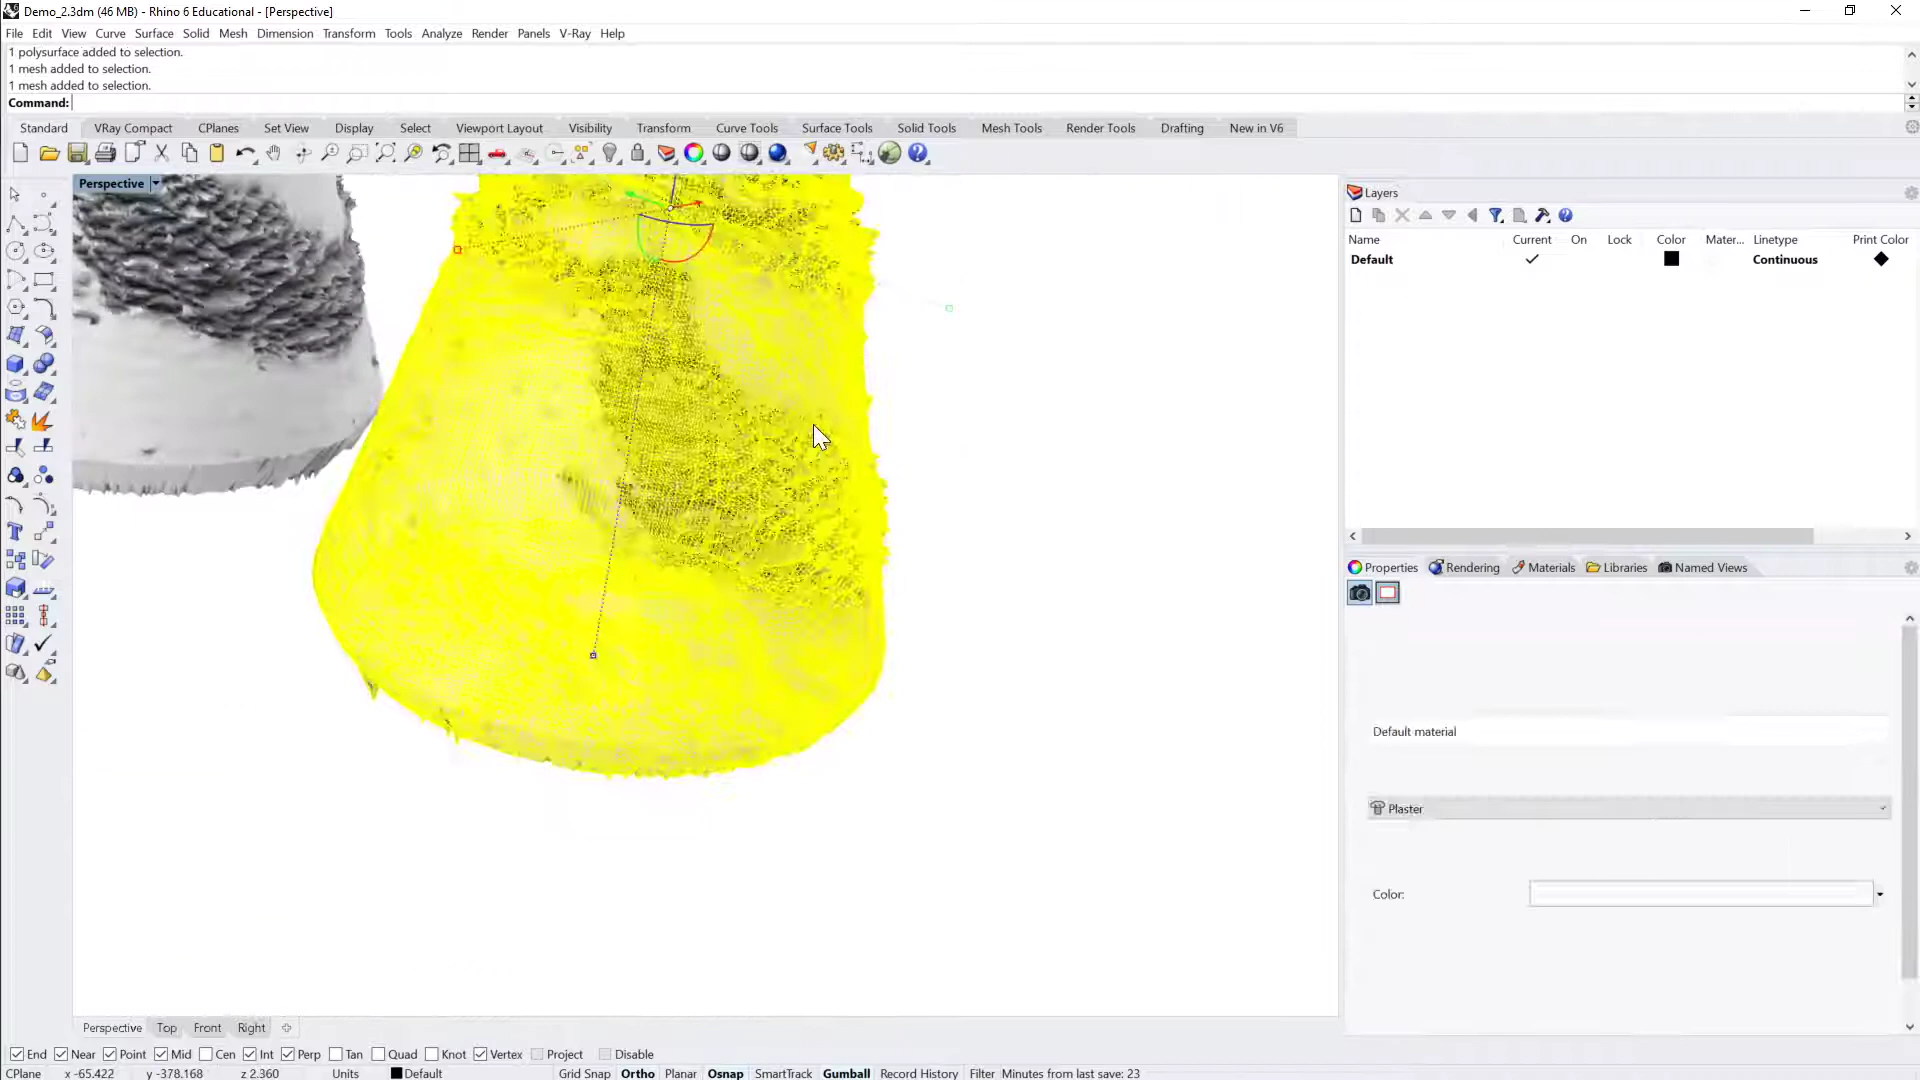 Demo_2.3dm (46 MB) - Rhino 6 Educational - [Perspective]
File Edit View Curve Surface Solid Mesh Dimension Transform Tools Analyze Render Panels V-Ray Help
1 polysurface added to selection.
1 mesh added to selection.
1 mesh added to selection.
Command:
Standard VRay Compact CPlanes Set View Display Select Viewport Layout Visibility Transform Curve Tools Surface Tools Solid Tools Mesh Tools Render Tools Drafting New in V6
Perspective
Layers
Name Current On Lock Color Mater... Linetype Print Color
Default Continuous
Properties Rendering Materials Libraries Named Views
Default material
Plaster
Color:
Perspective Top Front Right
End Near Point Mid Cen Int Perp Tan Quad Knot Vertex Project Disable
CPlane x -65.422 y -378.168 z 2.360 Units Default Grid Snap Ortho Planar Osnap SmartTrack Gumball Record History Filter Minutes from last save: 23